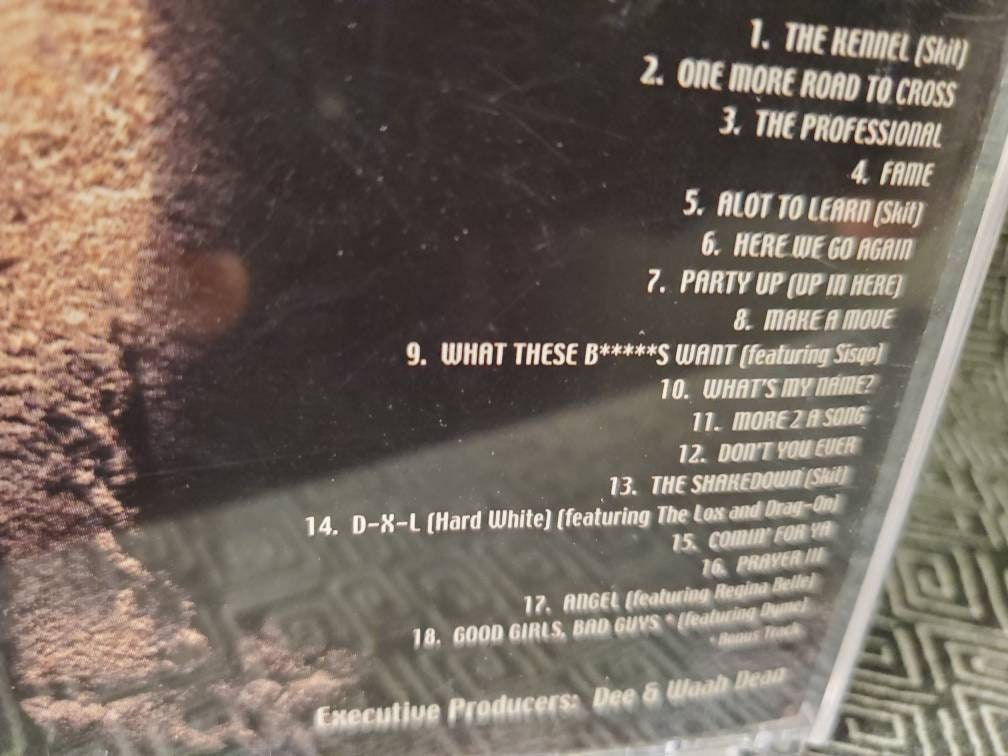 1. THE KENNEL (Skit)
2. ONE MORE ROAD TO CROSS
3. THE PROFESSIONAL
4. FAME
5. ALOT TO LEARN (Skit)
6. HERE WE GO AGAIN
7. PARTY UP (UP IN HERE)
8. MAKE A MOVE
9. WHAT THESE B*****S WANT (featuring Sisqo)
10. WHAT'S MY NAME?
11. MORE 2 A SONG
12. DON'T YOU EVER
13. THE SHAKEDOWN (Skit)
14. D-X-L (Hard White) (featuring The Lox and Drag-On)
15. COMIN' FOR YA
16. PRAYER III
17. ANGEL (featuring Regina Belle)
18. GOOD GIRLS, BAD GUYS * (featuring Dyme)
* Bonus Track
Executive Producers: Dee & Waah Dean